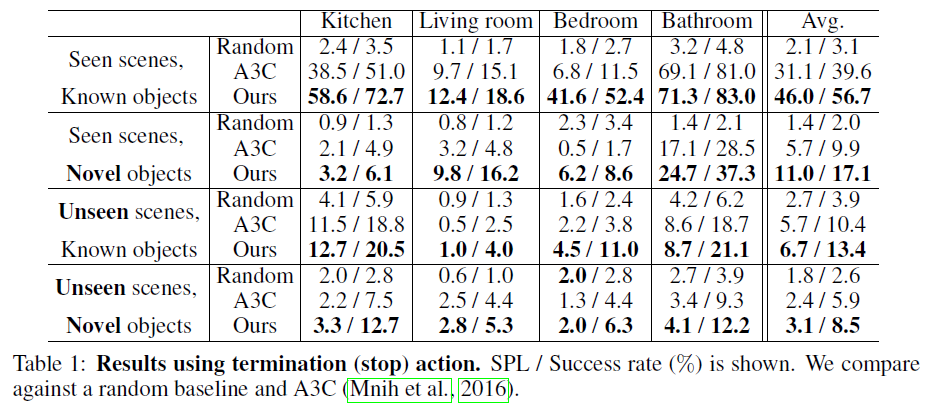 Kitchen Living room Bedroom Bathroom Avg.
Seen scenes, Known objects Random 2.4 / 3.5 1.1 / 1.7 1.8 / 2.7 3.2 / 4.8 2.1 / 3.1
A3C 38.5 / 51.0 9.7 / 15.1 6.8 / 11.5 69.1 / 81.0 31.1 / 39.6
Ours 58.6 / 72.7 12.4 / 18.6 41.6 / 52.4 71.3 / 83.0 46.0 / 56.7
Seen scenes, Novel objects Random 0.9 / 1.3 0.8 / 1.2 2.3 / 3.4 1.4 / 2.1 1.4 / 2.0
A3C 2.1 / 4.9 3.2 / 4.8 0.5 / 1.7 17.1 / 28.5 5.7 / 9.9
Ours 3.2 / 6.1 9.8 / 16.2 6.2 / 8.6 24.7 / 37.3 11.0 / 17.1
Unseen scenes, Known objects Random 4.1 / 5.9 0.9 / 1.3 1.6 / 2.4 4.2 / 6.2 2.7 / 3.9
A3C 11.5 / 18.8 0.5 / 2.5 2.2 / 3.8 8.6 / 18.7 5.7 / 10.4
Ours 12.7 / 20.5 1.0 / 4.0 4.5 / 11.0 8.7 / 21.1 6.7 / 13.4
Unseen scenes, Novel objects Random 2.0 / 2.8 0.6 / 1.0 2.0 / 2.8 2.7 / 3.9 1.8 / 2.6
A3C 2.2 / 7.5 2.5 / 4.4 1.3 / 4.4 3.4 / 9.3 2.4 / 5.9
Ours 3.3 / 12.7 2.8 / 5.3 2.0 / 6.3 4.1 / 12.2 3.1 / 8.5
Table 1: Results using termination (stop) action. SPL / Success rate (%) is shown. We compare
against a random baseline and A3C (Mnih et al., 2016).